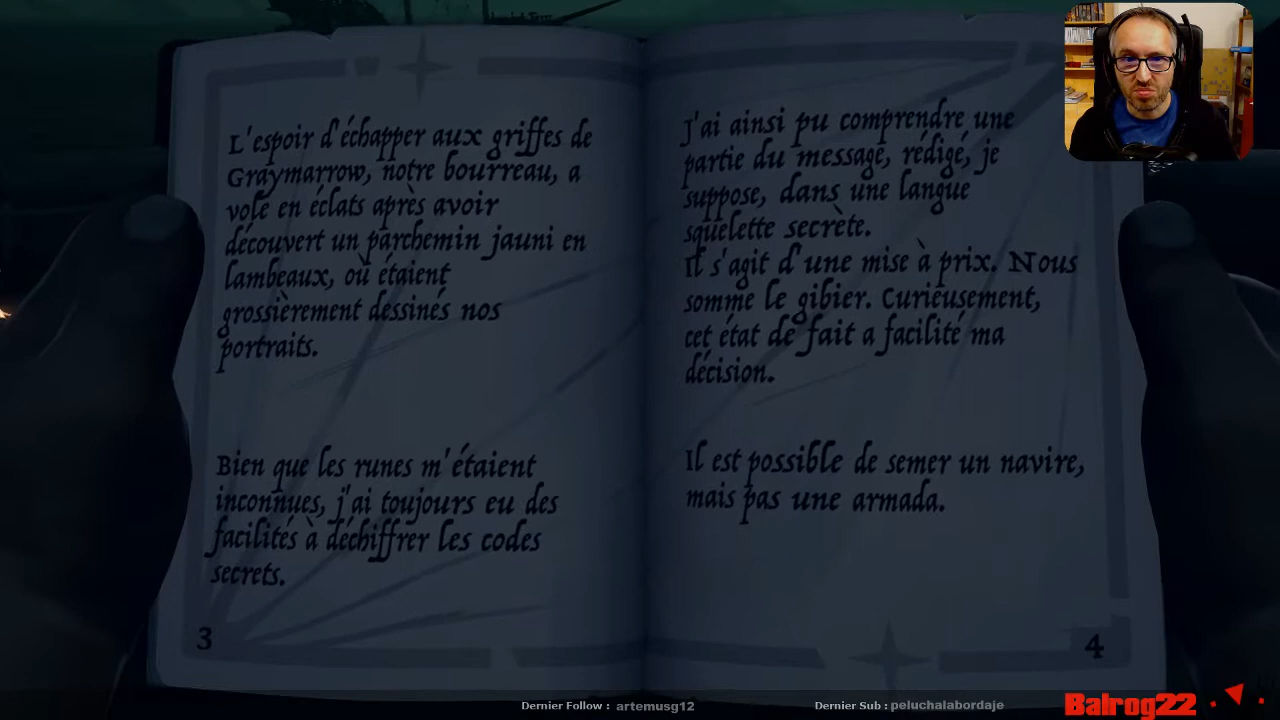 L'espoir d'échapper aux griffes de
Graymarrow, notre bourreau, a
volé en éclats après avoir
découvert un parchemin jauni en
lambeaux, où étaient
grossièrement dessinés nos
portraits.
Bien que les runes m'étaient
inconnues, j'ai toujours eu des
facilités à déchiffrer les codes
secrets.
3
J'ai ainsi pu comprendre une
partie du message, rédigé, je
suppose, dans une langue
squelette secrète.
Il s'agit d'une mise à prix. Nous
somme le gibier. Curieusement,
cet état de fait a facilité ma
décision.
Il est possible de semer un navire,
mais pas une armada.
4
Dernier Follow : artemusg12
Dernier Sub : peluchalabordaje
Balrog22